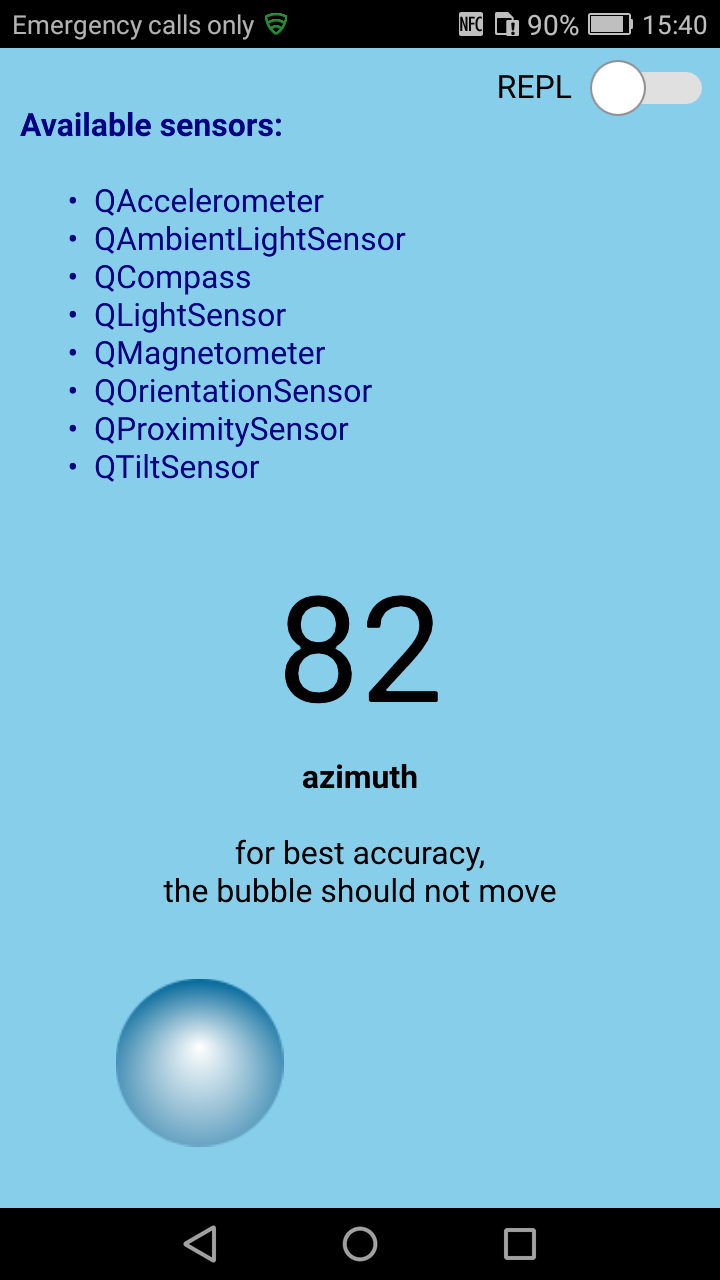 Emergency calls only NFC 90% 15:40
REPL
Available sensors:
• QAccelerometer
• QAmbientLightSensor
• QCompass
• QLightSensor
• QMagnetometer
• QOrientationSensor
• QProximitySensor
• QTiltSensor
82
azimuth
for best accuracy,
the bubble should not move